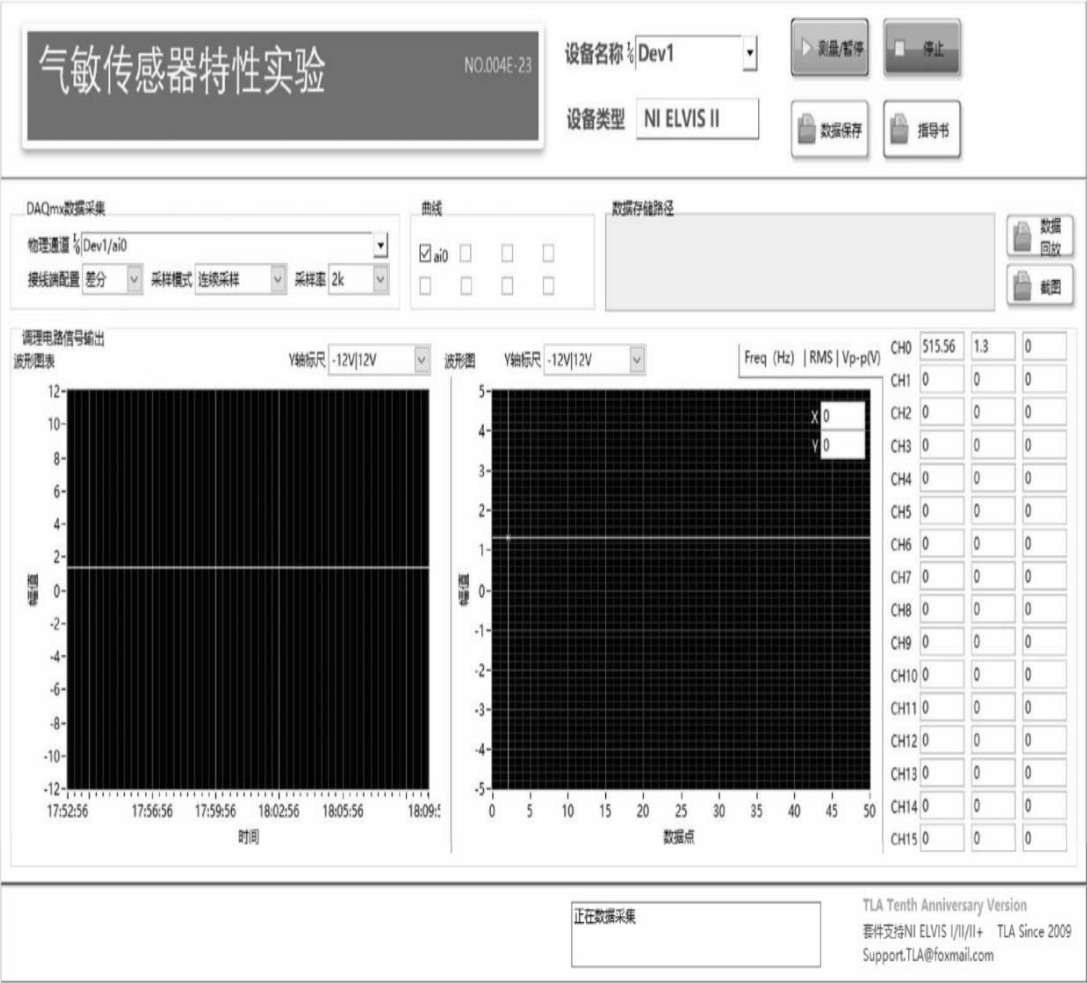 气敏传感器特性实验
NO.004E-23
设备名称 Dev1
测量/暂停
停止
设备类型 NI ELVIS II
数据保存
指导书
DAQmx数据采集
物理通道 Dev1/ai0
接线端配置 差分 采样模式 连续采样 采样率 2k
曲线
ai0
数据存储路径
数据
回放
截图
调理电路信号输出
波形图表 Y轴标尺 -12V|12V
12
10
8
6
4
2
0
-2
-4
-6
-8
-10
-12
幅值
17:52:56 17:56:56 17:59:56 18:02:56 18:05:56 18:09:5
时间
波形图 Y轴标尺 -12V|12V
Freq (Hz) | RMS | Vp-p(V)
X 0
Y 0
5
4
3
2
1
0
-1
-2
-3
-4
-5
幅值
0 5 10 15 20 25 30 35 40 45 50
数据点
CH0 515.56 1.3 0
CH1 0 0 0
CH2 0 0 0
CH3 0 0 0
CH4 0 0 0
CH5 0 0 0
CH6 0 0 0
CH7 0 0 0
CH8 0 0 0
CH9 0 0 0
CH10 0 0 0
CH11 0 0 0
CH12 0 0 0
CH13 0 0 0
CH14 0 0 0
CH15 0 0 0
正在数据采集
TLA Tenth Anniversary Version
套件支持NI ELVIS I/II/II+ TLA Since 2009
Support.TLA@foxmail.com